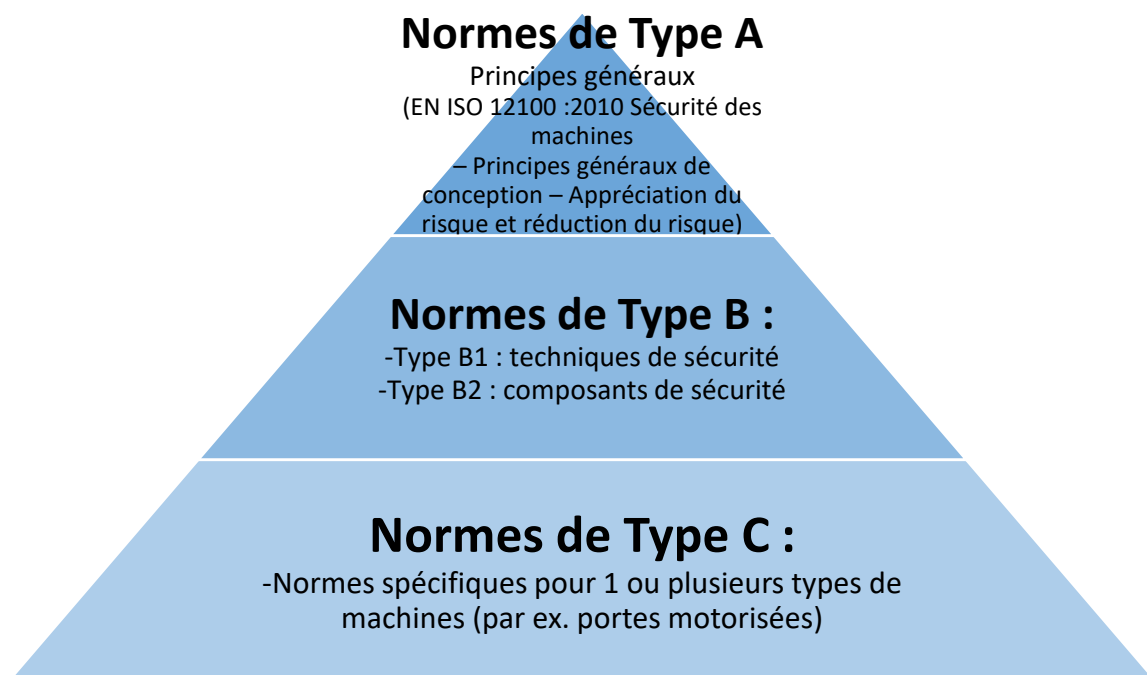 Normes de Type A
Principes généraux
(EN ISO 12100 :2010 Sécurité des
machines
– Principes généraux de
conception – Appréciation du
risque et réduction du risque)
Normes de Type B :
-Type B1 : techniques de sécurité
-Type B2 : composants de sécurité
Normes de Type C :
-Normes spécifiques pour 1 ou plusieurs types de
machines (par ex. portes motorisées)